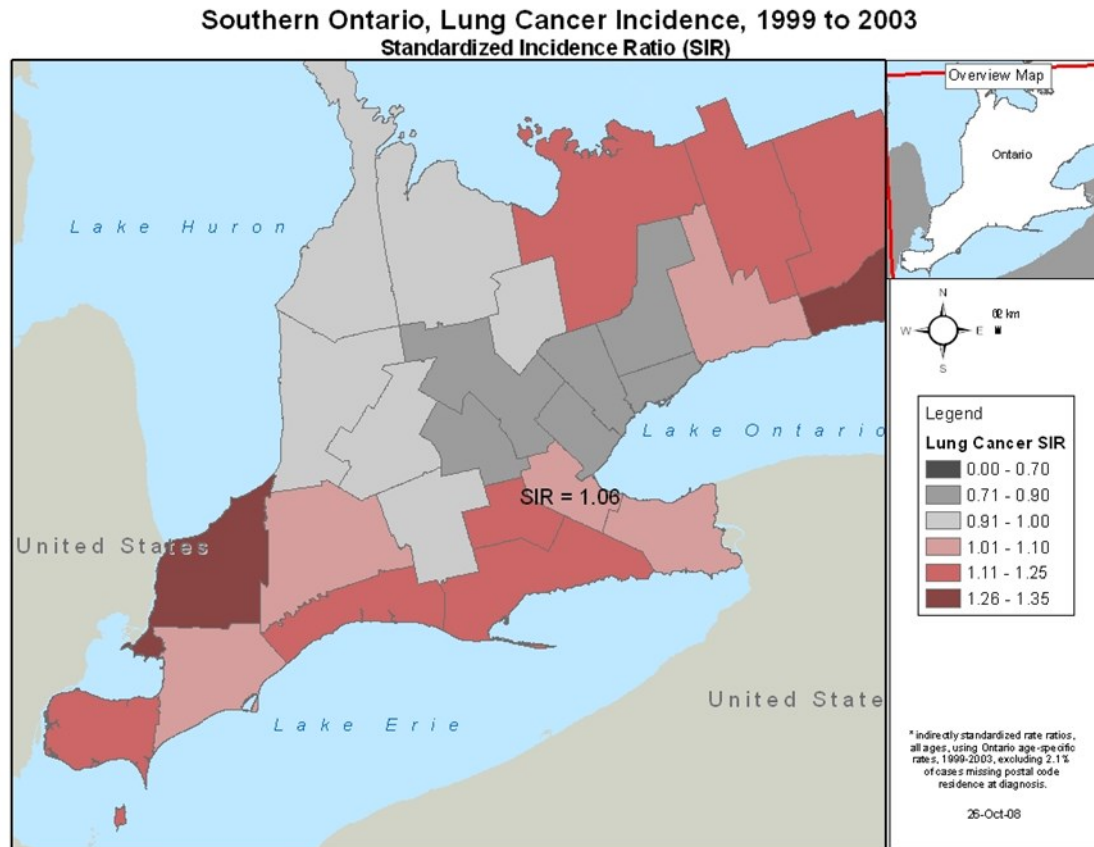 Southern Ontario, Lung Cancer Incidence, 1999 to 2003
Standardized Incidence Ratio (SIR)
Overview Map
Ontario
Lake Huron
N
W
E
S
Lake Ontario
Legend
Lung Cancer SIR
0.00 - 0.70
0.71 - 0.90
0.91 - 1.00
1.01 - 1.10
1.11 - 1.25
1.26 - 1.35
SIR = 1.06
United States
United State
Lake Erie
* indirectly standardized rate ratios,
all ages, using Ontario age-specific
rates, 1999-2003, excluding 2.1%
of cases missing postal code
residence at diagnosis.
26-Oct-08